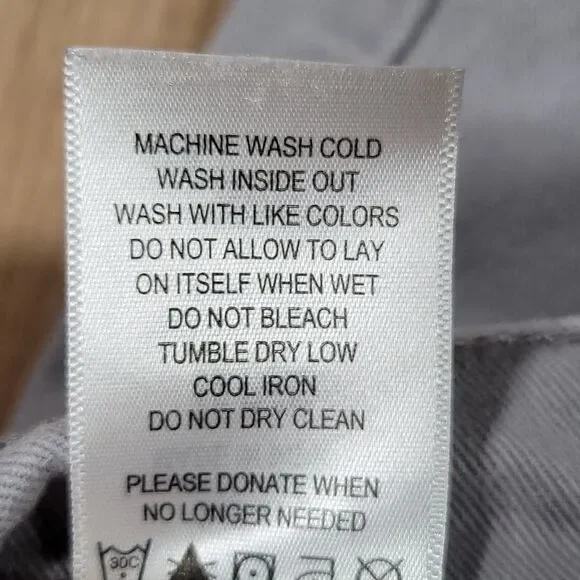 MACHINE WASH COLD
WASH INSIDE OUT
WASH WITH LIKE COLORS
DO NOT ALLOW TO LAY
ON ITSELF WHEN WET
DO NOT BLEACH
TUMBLE DRY LOW
COOL IRON
DO NOT DRY CLEAN
PLEASE DONATE WHEN
NO LONGER NEEDED
30C